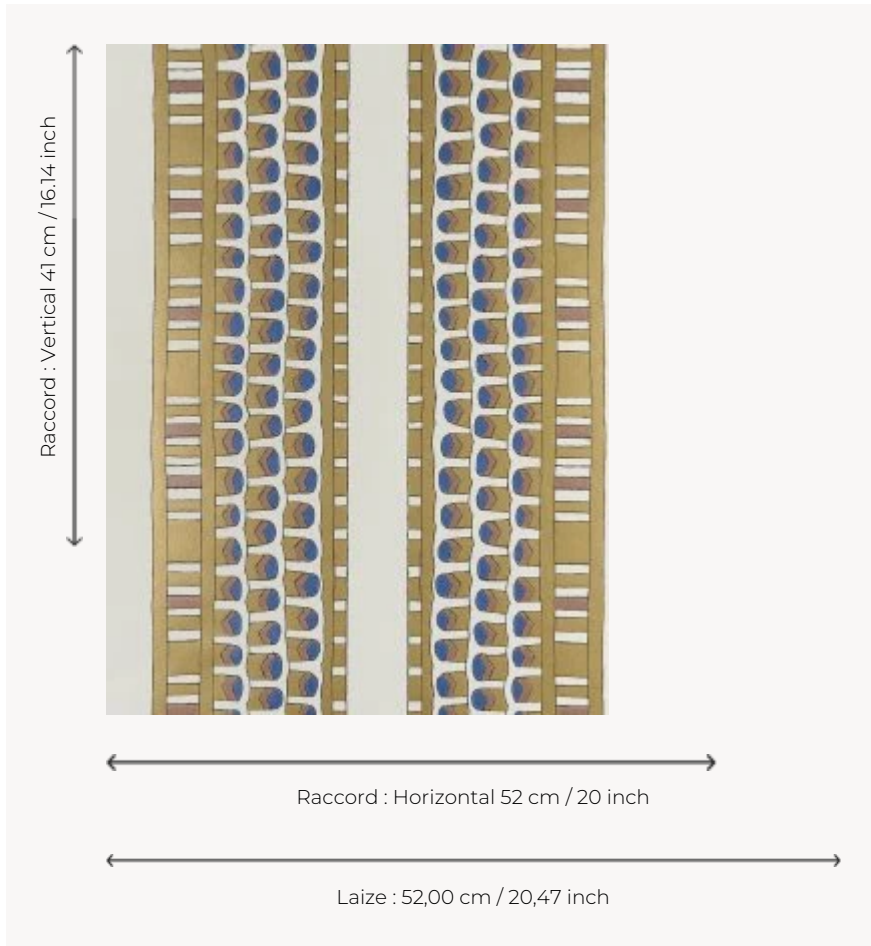 Raccord : Vertical 41 cm / 16.14 inch
Raccord : Horizontal 52 cm / 20 inch
Laize : 52,00 cm / 20,47 inch